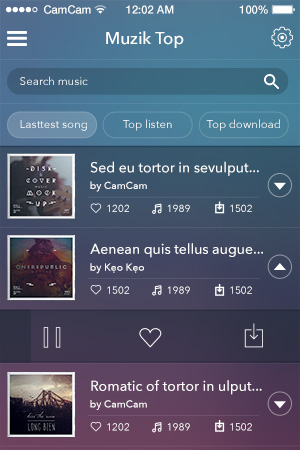 CamCam 12:02 AM 100%
Muzik Top
Search music
Lasttest song Top listen Top download
DISK
COVER
MUSIC
MOCK
UP
Sed eu tortor in sevulput...
by CamCam
1202 1989 1502
ONEREPUBLIC
Aenean quis tellus augue...
by Kẹo Kẹo
1502 1989 1502
LONG BIEN
Romatic of tortor in ulput...
by CamCam
1202 1989 1502